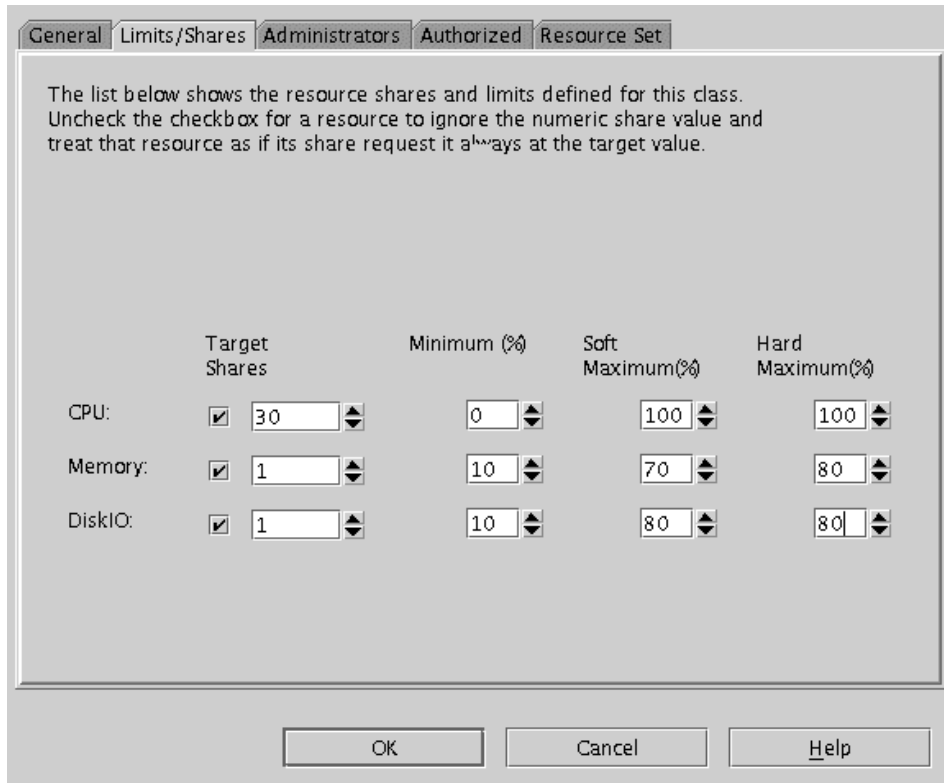 General Limits/Shares Administrators Authorized Resource Set
The list below shows the resource shares and limits defined for this class.
Uncheck the checkbox for a resource to ignore the numeric share value and
treat that resource as if its share request it always at the target value.
Target Shares Minimum (%) Soft Maximum(%) Hard Maximum(%)
CPU: 30 0 100 100
Memory: 1 10 70 80
DiskIO: 1 10 80 80
OK Cancel Help